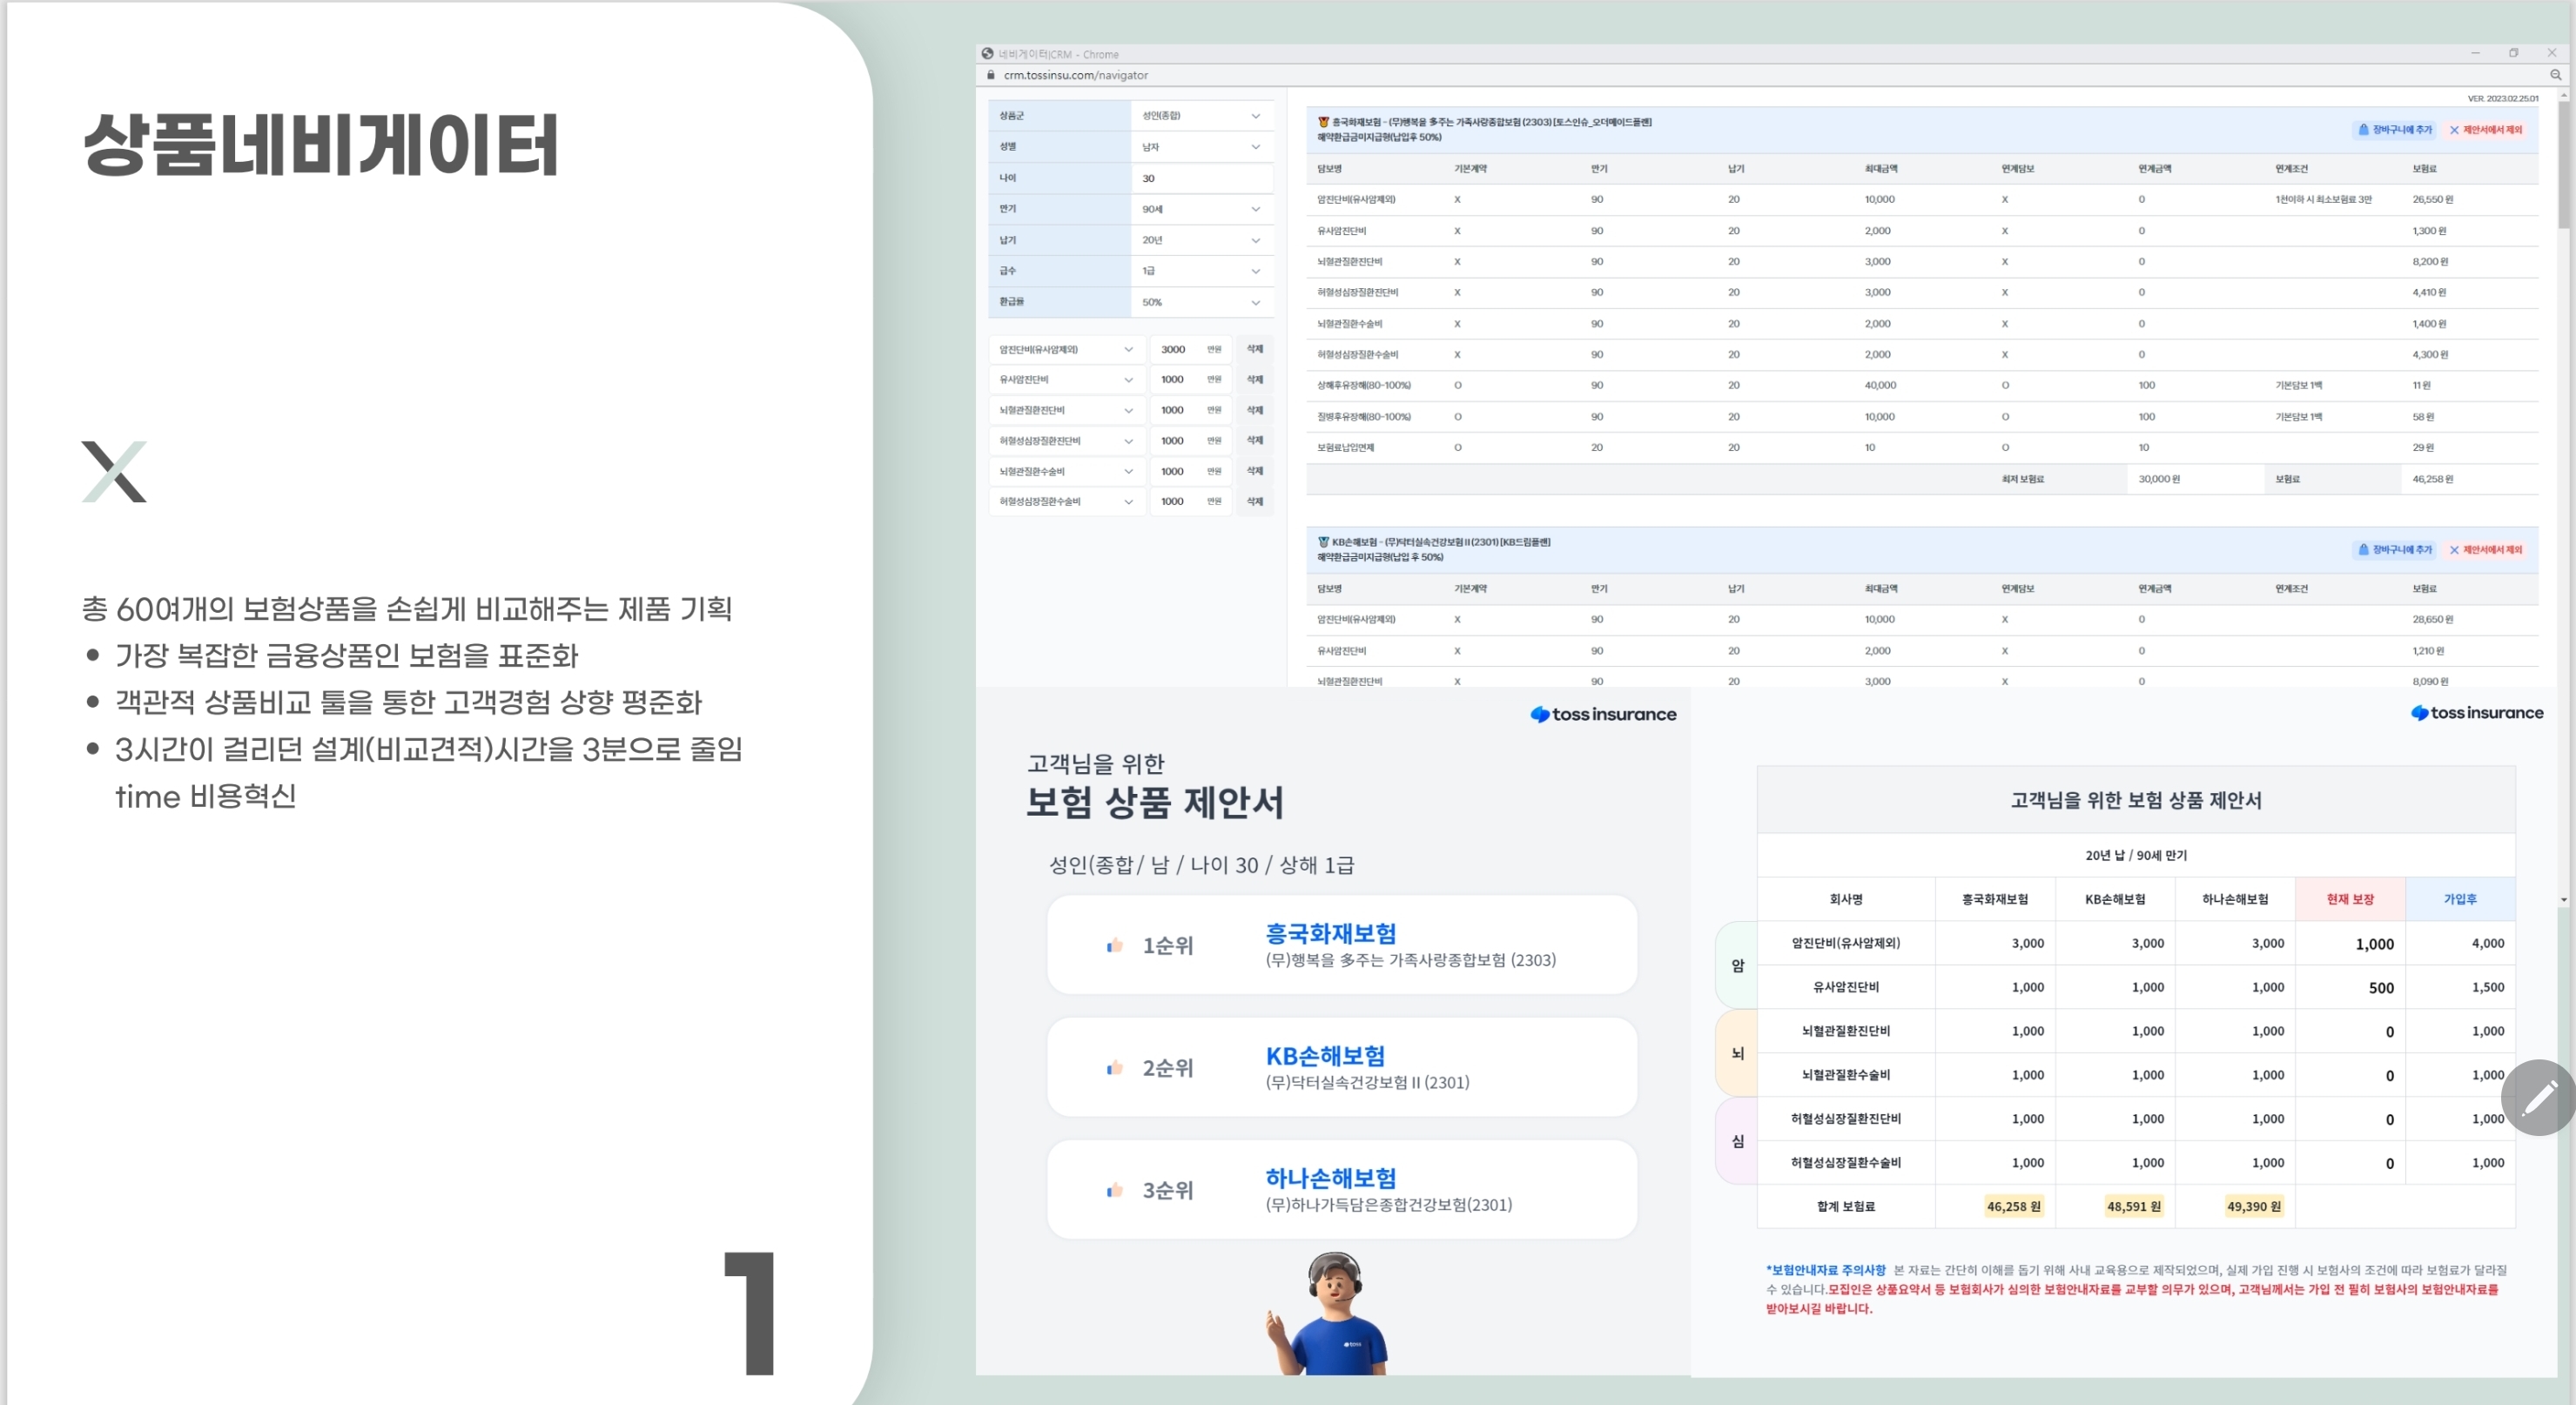 상품네비게이터
총 60여개의 보험상품을 손쉽게 비교해주는 제품 기획
• 가장 복잡한 금융상품인 보험을 표준화
• 객관적 상품비교 툴을 통한 고객경험 상향 평준화
• 3시간이 걸리던 설계(비교견적)시간을 3분으로 줄임
time 비용혁신
1
네비게이터|CRM - Chrome
crm.tossinsu.com/navigator
상품군 성인(종합)
성별 남자
나이 30
만기 90세
납기 20년
급수 1급
환급률 50%
암진단비(유사암제외) 3000 만원 삭제
유사암진단비 1000 만원 삭제
뇌혈관질환진단비 1000 만원 삭제
허혈성심장질환진단비 1000 만원 삭제
뇌혈관질환수술비 1000 만원 삭제
허혈성심장질환수술비 1000 만원 삭제
VER. 2023.02.25.01
흥국화재보험 - (무)행복을 多주는 가족사랑종합보험 (2303) [토스인슈_오더메이드플랜]
해약환급금미지급형(납입후 50%)
장바구니에 추가 제안서에서 제외
담보명 기본계약 만기 납기 최대금액 연계담보 연계금액 연계조건 보험료
암진단비(유사암제외) X 90 20 10,000 X 0 1천이하 시 최소보험료 3만 26,550 원
유사암진단비 X 90 20 2,000 X 0 1,300 원
뇌혈관질환진단비 X 90 20 3,000 X 0 8,200 원
허혈성심장질환진단비 X 90 20 3,000 X 0 4,410 원
뇌혈관질환수술비 X 90 20 2,000 X 0 1,400 원
허혈성심장질환수술비 X 90 20 2,000 X 0 4,300 원
상해후유장해(80-100%) O 90 20 40,000 O 100 기본담보 1백 11 원
질병후유장해(80-100%) O 90 20 10,000 O 100 기본담보 1백 58 원
보험료납입면제 O 20 20 10 O 10 29 원
최저 보험료 30,000 원 보험료 46,258 원
KB손해보험 - (무)닥터실속건강보험 II (2301) [KB드림플랜]
해약환급금미지급형(납입 후 50%)
장바구니에 추가 제안서에서 제외
담보명 기본계약 만기 납기 최대금액 연계담보 연계금액 연계조건 보험료
암진단비(유사암제외) X 90 20 10,000 X 0 28,650 원
유사암진단비 X 90 20 2,000 X 0 1,210 원
뇌혈관질환진단비 X 90 20 3,000 X 0 8,090 원
toss insurance
고객님을 위한
보험 상품 제안서
성인(종합/ 남 / 나이 30 / 상해 1급
1순위 흥국화재보험
(무)행복을 多주는 가족사랑종합보험 (2303)
2순위 KB손해보험
(무)닥터실속건강보험 II (2301)
3순위 하나손해보험
(무)하나가득담은종합건강보험(2301)
toss
toss insurance
고객님을 위한 보험 상품 제안서
20년 납 / 90세 만기
회사명 흥국화재보험 KB손해보험 하나손해보험 현재 보장 가입후
암
암진단비(유사암제외) 3,000 3,000 3,000 1,000 4,000
유사암진단비 1,000 1,000 1,000 500 1,500
뇌
뇌혈관질환진단비 1,000 1,000 1,000 0 1,000
뇌혈관질환수술비 1,000 1,000 1,000 0 1,000
심
허혈성심장질환진단비 1,000 1,000 1,000 0 1,000
허혈성심장질환수술비 1,000 1,000 1,000 0 1,000
합계 보험료 46,258 원 48,591 원 49,390 원
*보험안내자료 주의사항 본 자료는 간단히 이해를 돕기 위해 사내 교육용으로 제작되었으며, 실제 가입 진행 시 보험사의 조건에 따라 보험료가 달라질
수 있습니다.모집인은 상품요약서 등 보험회사가 심의한 보험안내자료를 교부할 의무가 있으며, 고객님께서는 가입 전 필히 보험사의 보험안내자료를
받아보시길 바랍니다.